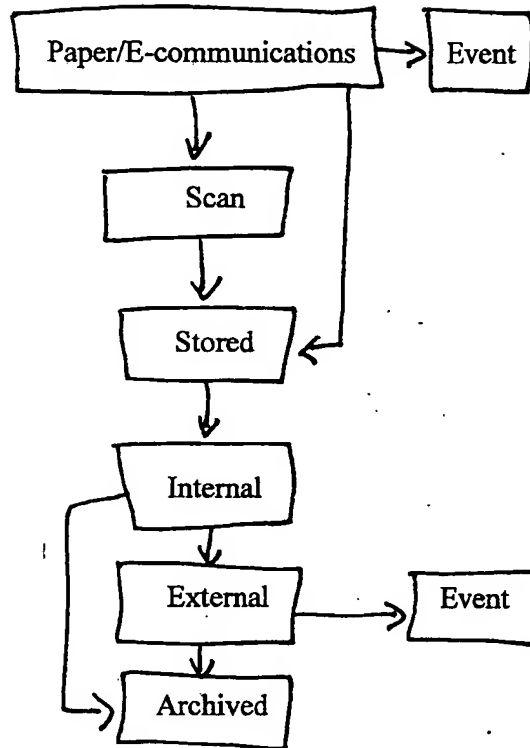 Paper/E-communications
Event
Scan
Stored
Internal
External
Event
Archived